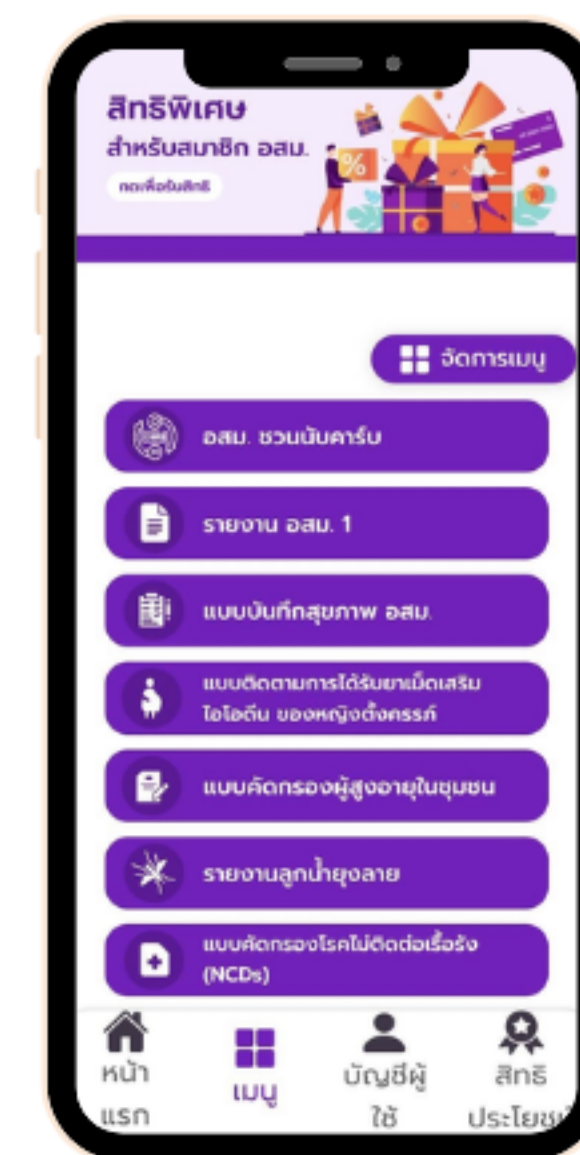 สิทธิพิเศษ
สำหรับสมาชิก อสม.
กดเพื่อรับสิทธิ
%
จัดการเมนู
อสม. ชวนนับคาร์บ
รายงาน อสม. 1
แบบบันทึกสุขภาพ อสม.
แบบติดตามการได้รับยาเม็ดเสริม
ไอโอดีน ของหญิงตั้งครรภ์
แบบคัดกรองผู้สูงอายุในชุมชน
รายงานลูกน้ำยุงลาย
แบบคัดกรองโรคไม่ติดต่อเรื้อรัง
(NCDs)
หน้า
แรก
เมนู
บัญชีผู้
ใช้
สิทธิ
ประโยชน์